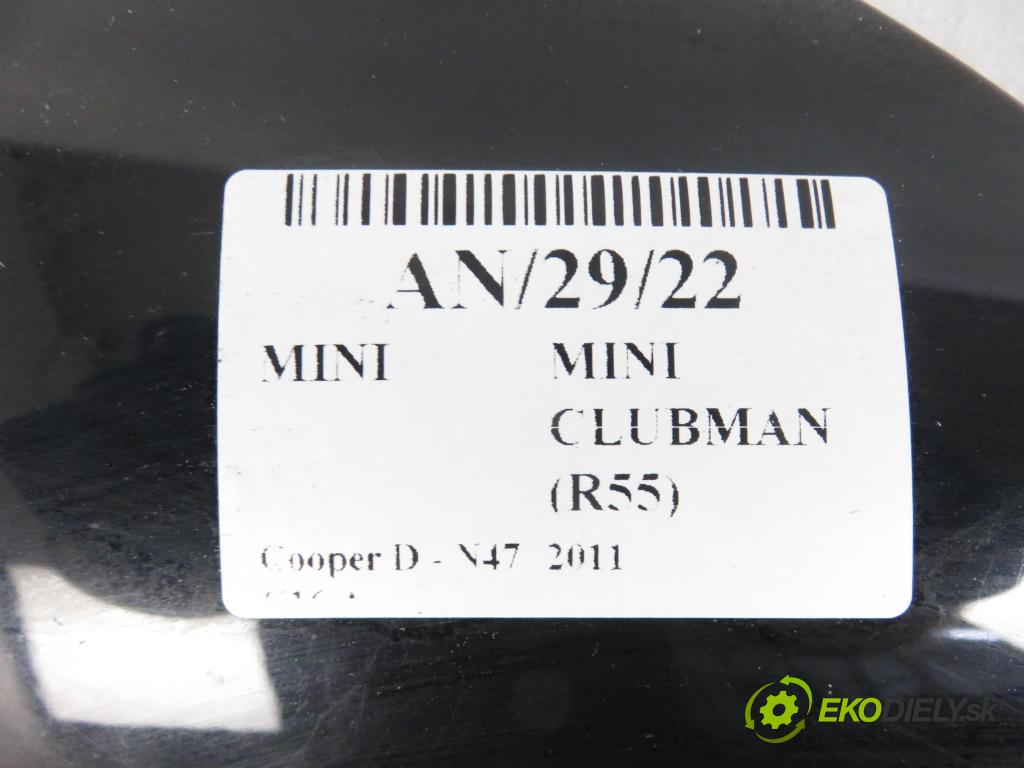 AN/29/22
MINI MINI
CLUBMAN
(R55)
Cooper D - N47 2011
EKODIELY.sk